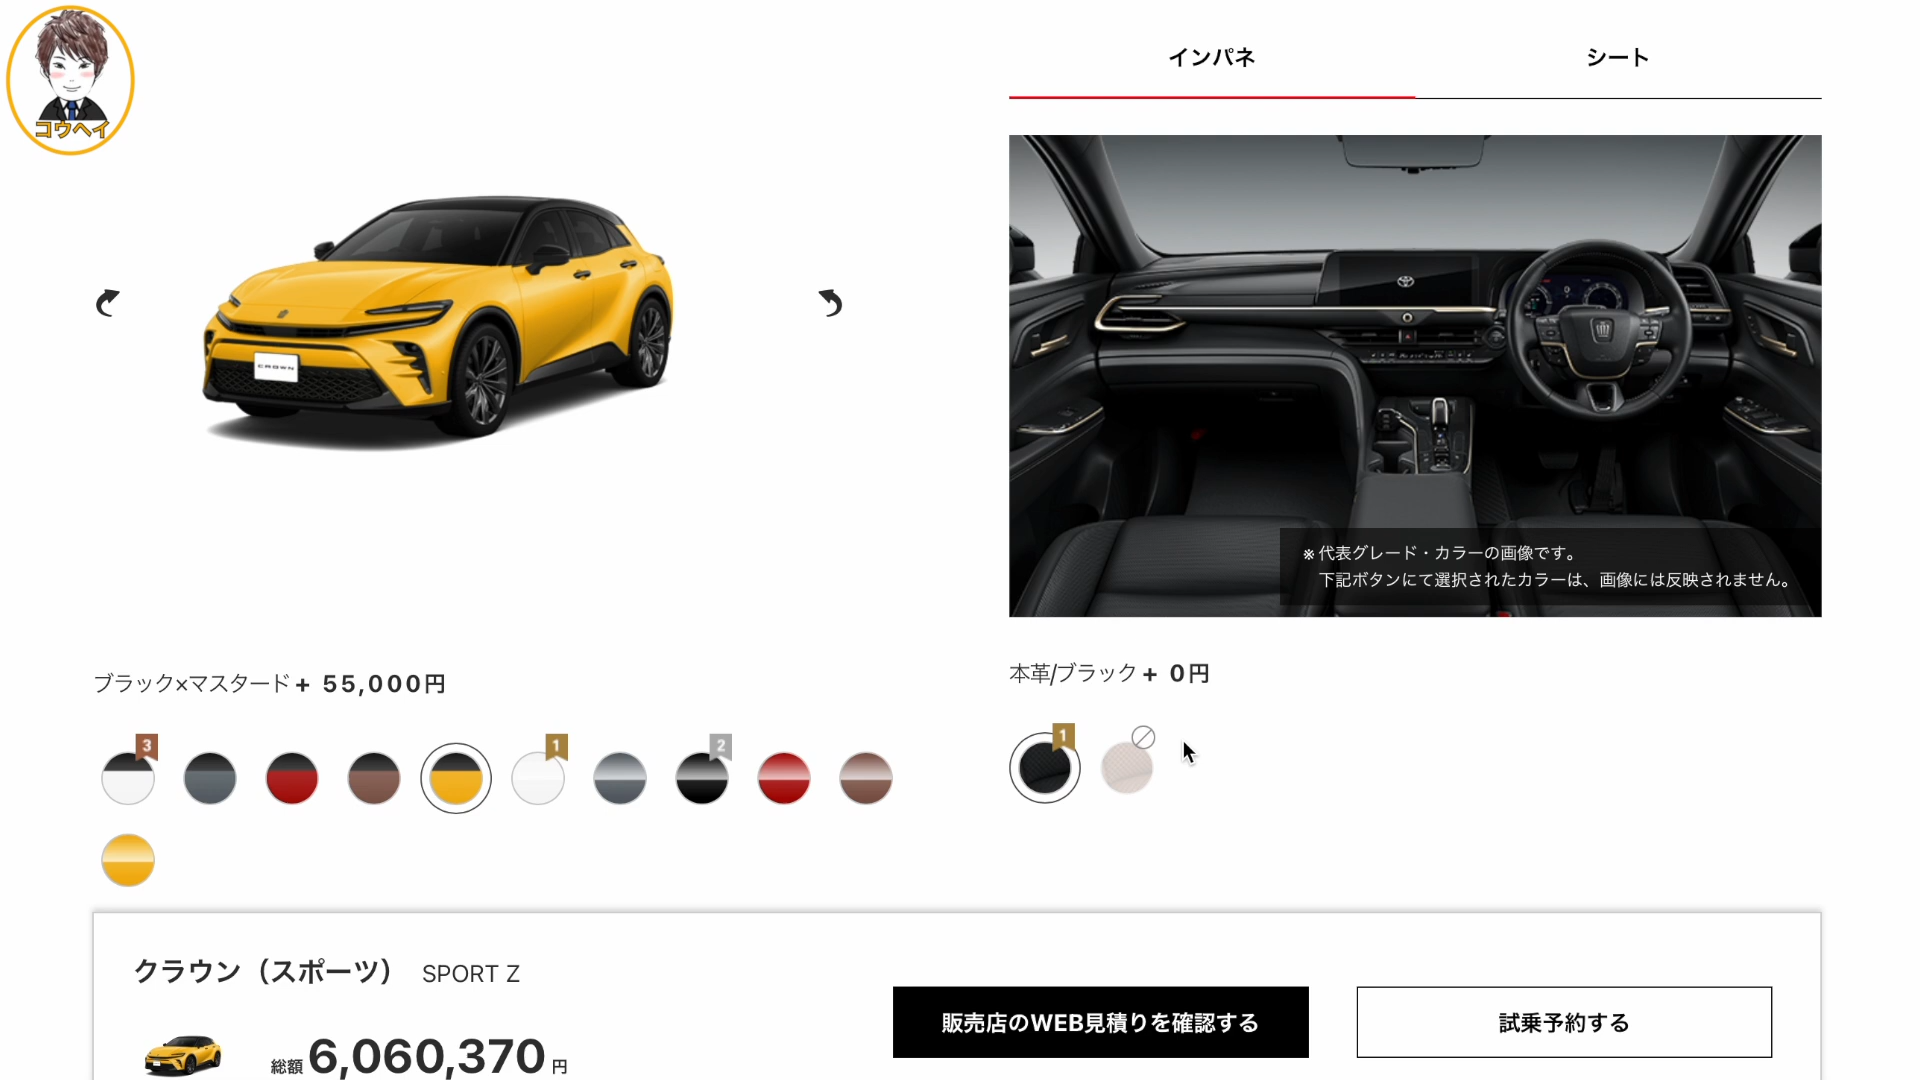 コウヘイ
インパネ
シート
CROWN
※ 代表グレード・カラーの画像です。
下記ボタンにて選択されたカラーは、画像には反映されません。
ブラック×マスタード+ 55,000円
本革/ブラック+ 0円
3
1
2
1
クラウン（スポーツ） SPORT Z
総額6,060,370円
販売店のWEB見積りを確認する
試乗予約する